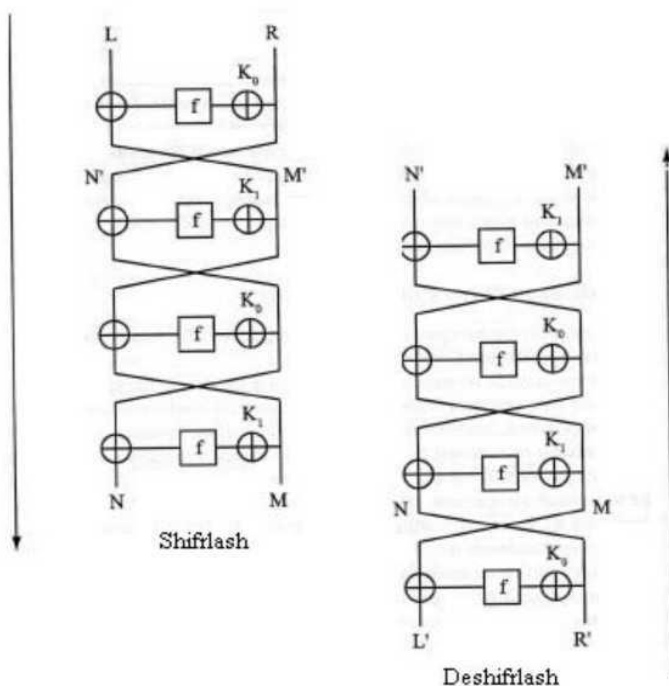 L R
K₀
f
N' M'
K₁
f
K₀
f
K₁
f
N M
Shifrlash
N' M'
K₁
f
K₀
f
K₁
f
N M
K₀
f
L' R'
Deshifrlash